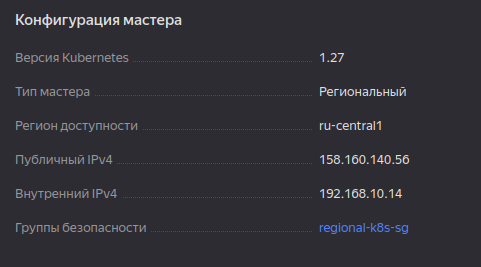 Конфигурация мастера
Версия Kubernetes 1.27
Тип мастера Региональный
Регион доступности ru-central1
Публичный IPv4 158.160.140.56
Внутренний IPv4 192.168.10.14
Группы безопасности regional-k8s-sg